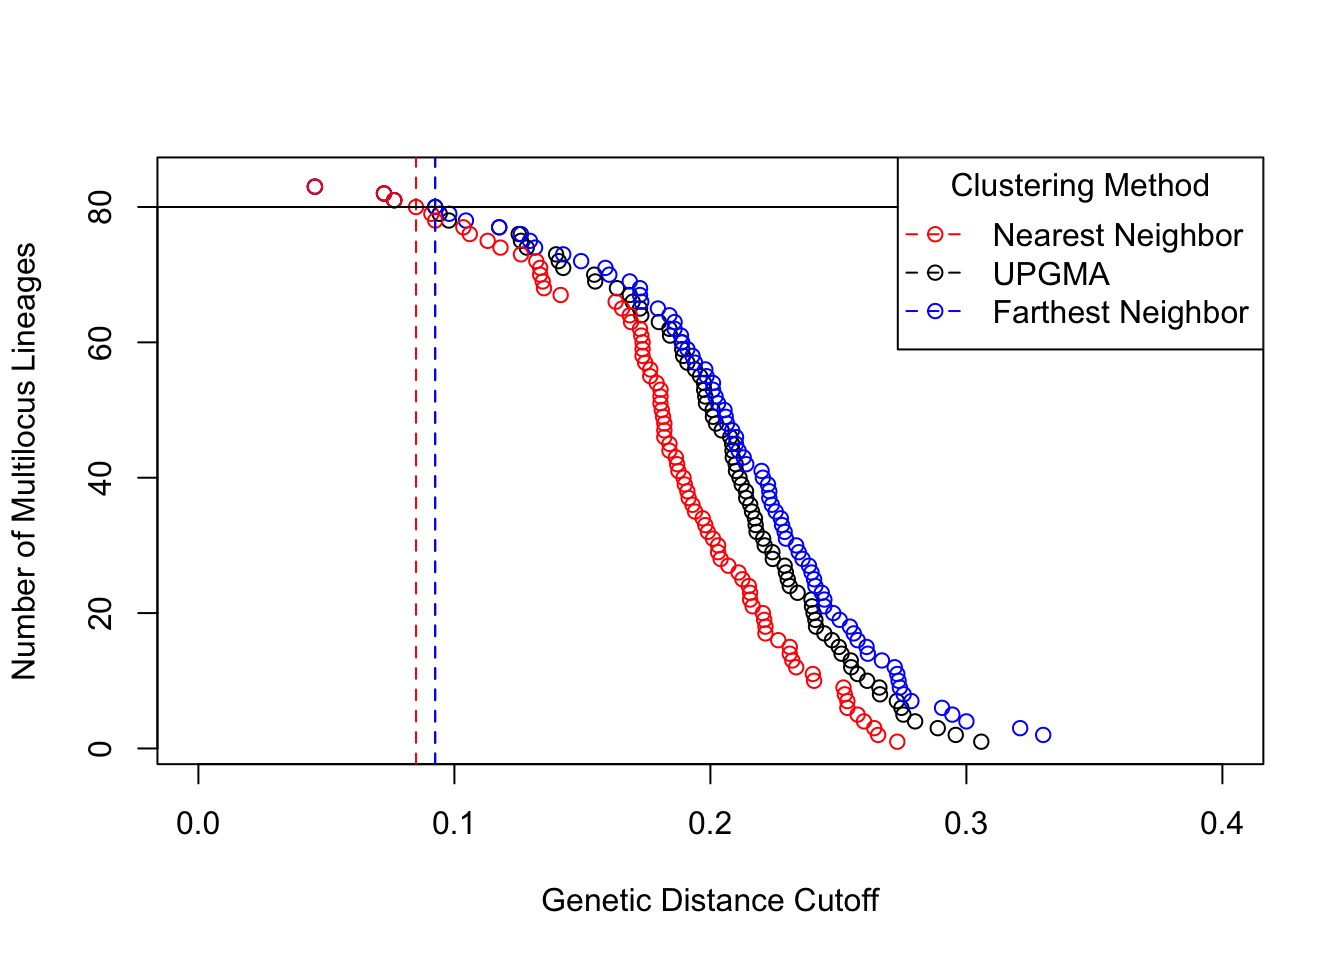 Clustering Method
Nearest Neighbor
UPGMA
Farthest Neighbor
Number of Multilocus Lineages
80
60
40
20
0
0.0 0.1 0.2 0.3 0.4
Genetic Distance Cutoff